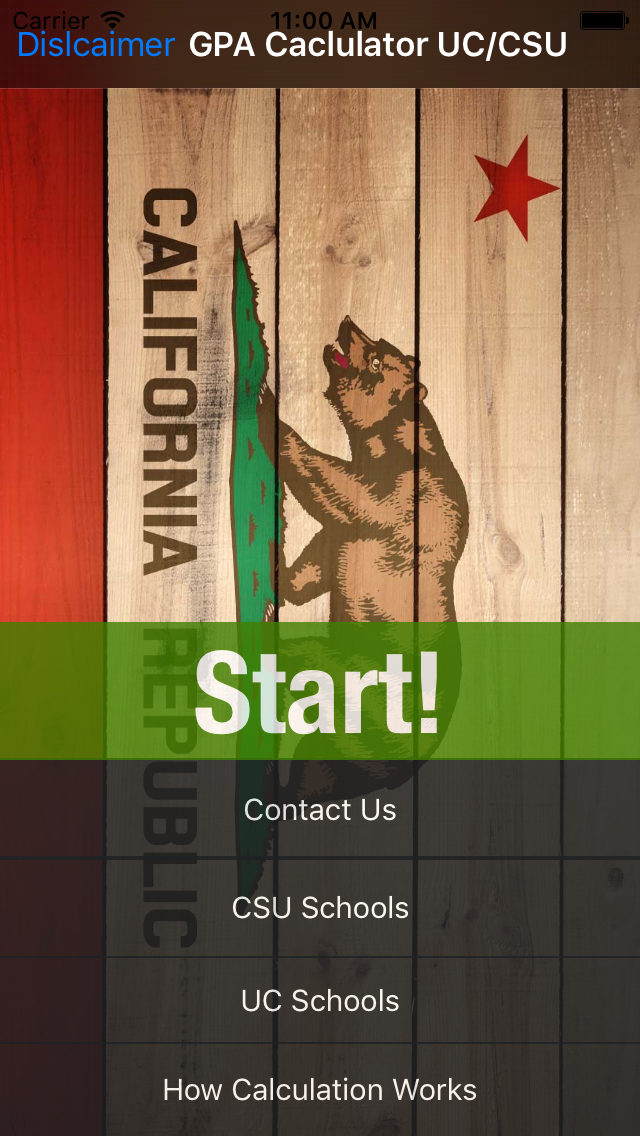 Carrier 11:00 AM
Dislcaimer GPA Caclulator UC/CSU
CALIFORNIA REPUBLIC
Start!
Contact Us
CSU Schools
UC Schools
How Calculation Works